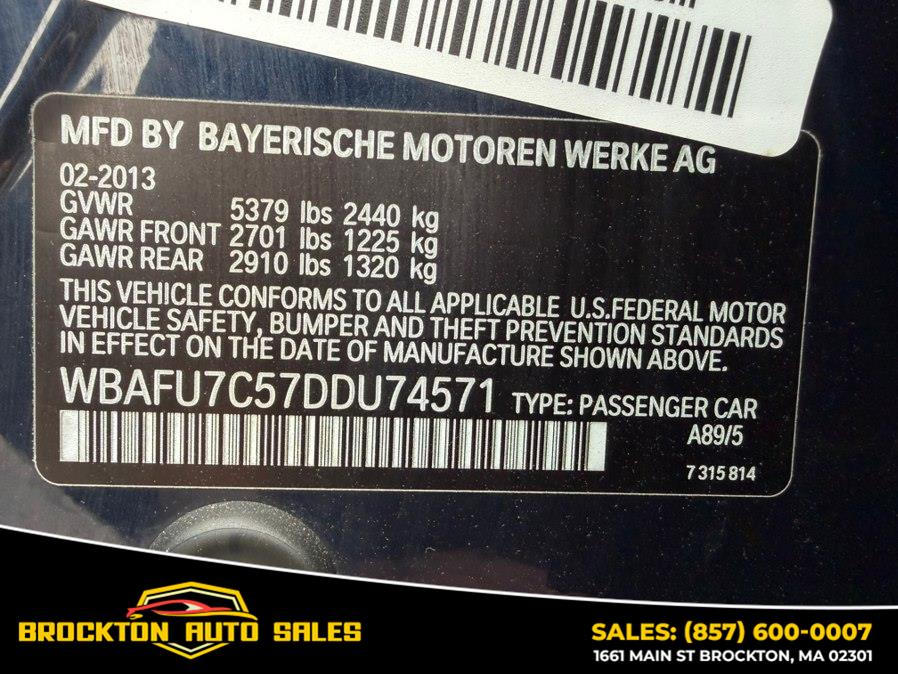 MFD BY BAYERISCHE MOTOREN WERKE AG
02-2013
GVWR 5379 lbs 2440 kg
GAWR FRONT 2701 lbs 1225 kg
GAWR REAR 2910 lbs 1320 kg
THIS VEHICLE CONFORMS TO ALL APPLICABLE U.S.FEDERAL MOTOR
VEHICLE SAFETY, BUMPER AND THEFT PREVENTION STANDARDS
IN EFFECT ON THE DATE OF MANUFACTURE SHOWN ABOVE.
WBAFU7C57DDU74571 TYPE: PASSENGER CAR
A89/5
7 315 814
BROCKTON AUTO SALES
SALES: (857) 600-0007
1661 MAIN ST BROCKTON, MA 02301